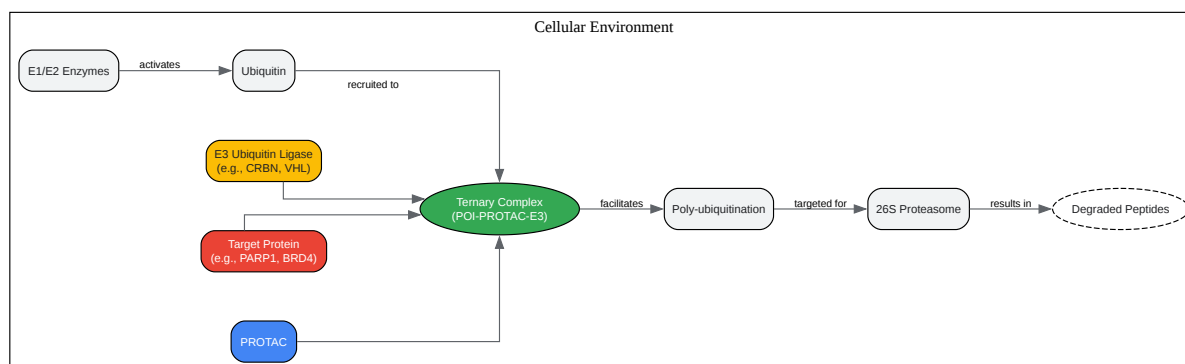 Cellular Environment
E1/E2 Enzymes
activates
Ubiquitin
recruited to
E3 Ubiquitin Ligase
(e.g., CRBN, VHL)
Ternary Complex
(POI-PROTAC-E3)
facilitates
Poly-ubiquitination
targeted for
26S Proteasome
results in
Degraded Peptides
Target Protein
(e.g., PARP1, BRD4)
PROTAC